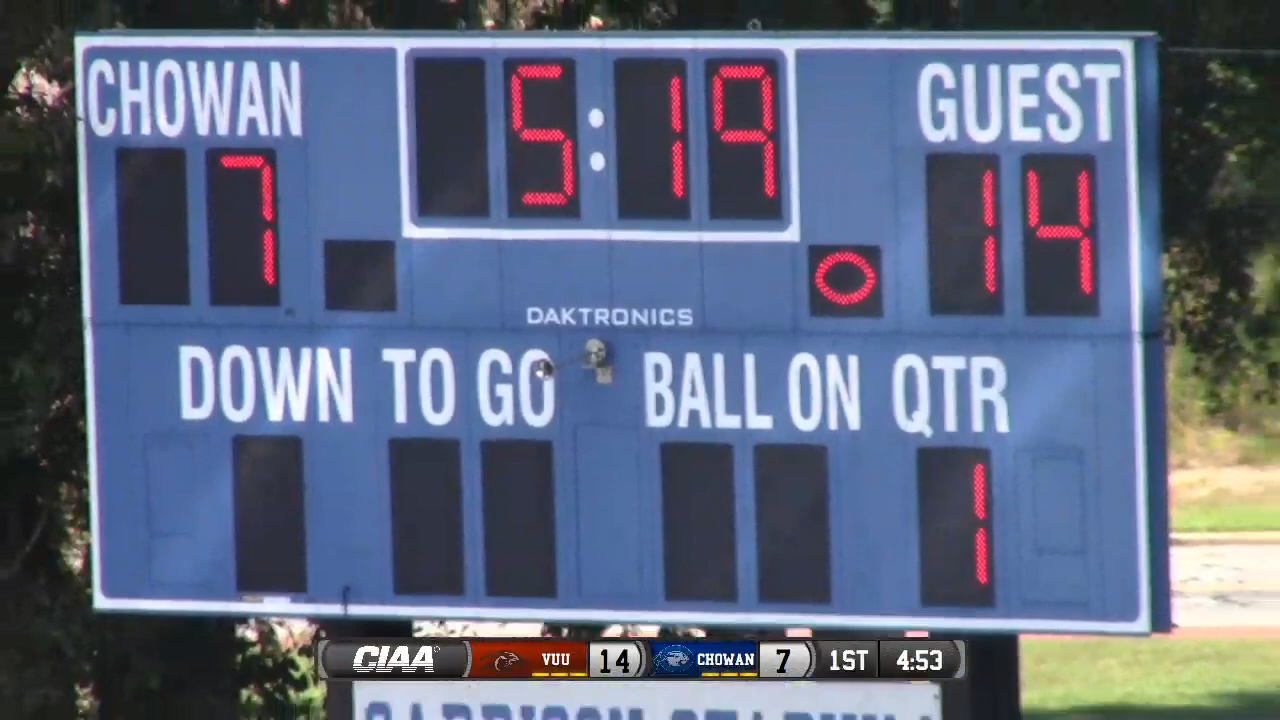 CHOWAN 5:19 GUEST
7 14
DAKTRONICS
DOWN TO GO BALL ON QTR
1
CIAA VUU 14 CHOWAN 7 1ST 4:53